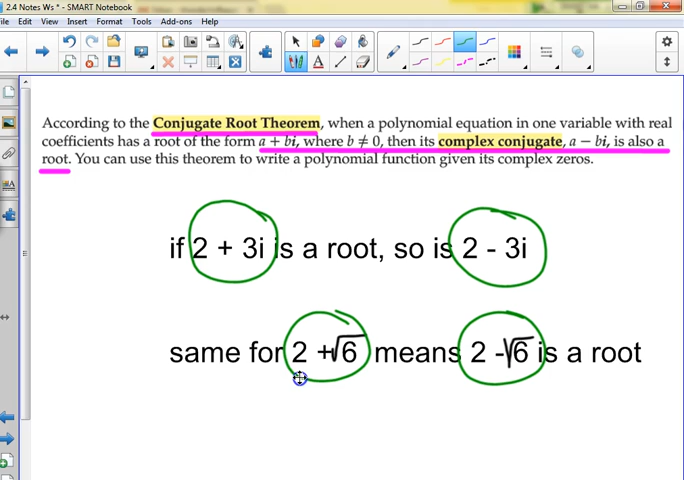 2.4 Notes Ws * - SMART Notebook
Edit View Insert Format Tools Add-ons Help
According to the Conjugate Root Theorem, when a polynomial equation in one variable with real
coefficients has a root of the form a + bi, where b ≠ 0, then its complex conjugate, a − bi, is also a
root. You can use this theorem to write a polynomial function given its complex zeros.
if 2 + 3i is a root, so is 2 - 3i
same for 2 +√6 means 2 -√6 is a root